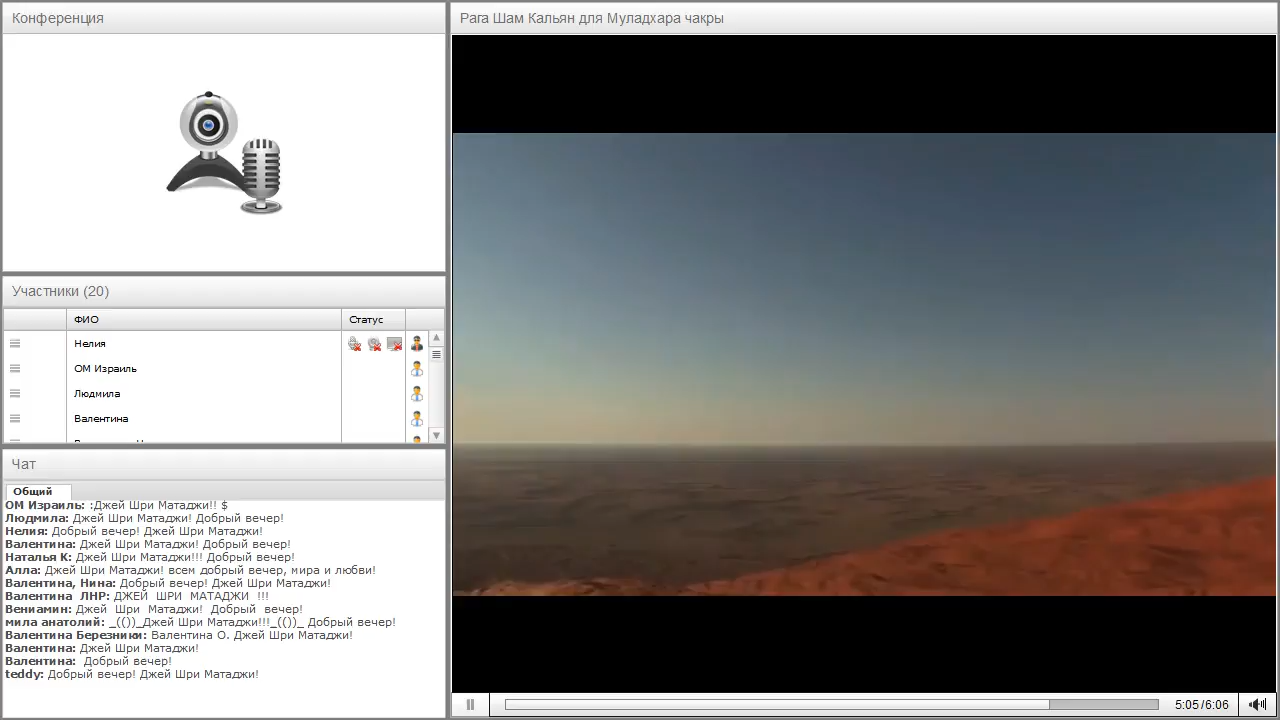 Конференция
Рага Шам Кальян для Муладхара чакры
Участники (20)
ФИО
Статус
Нелия
ОМ Израиль
Людмила
Валентина
Чат
Общий
ОМ Израиль: :Джей Шри Матаджи!! $
Людмила: Джей Шри Матаджи! Добрый вечер!
Нелия: Добрый вечер! Джей Шри Матаджи!
Валентина: Джей Шри Матаджи! Добрый вечер!
Наталья К: Джей Шри Матаджи!!! Добрый вечер!
Алла: Джей Шри Матаджи! всем добрый вечер, мира и любви!
Валентина, Нина: Добрый вечер! Джей Шри Матаджи!
Валентина ЛНР: ДЖЕЙ ШРИ МАТАДЖИ !!!
Вениамин: Джей Шри Матаджи! Добрый вечер!
мила анатолий: _(())_Джей Шри Матаджи!!!_(())_ Добрый вечер!
Валентина Березники: Валентина О. Джей Шри Матаджи!
Валентина: Джей Шри Матаджи!
Валентина: Добрый вечер!
teddy: Добрый вечер! Джей Шри Матаджи!
5:05/6:06